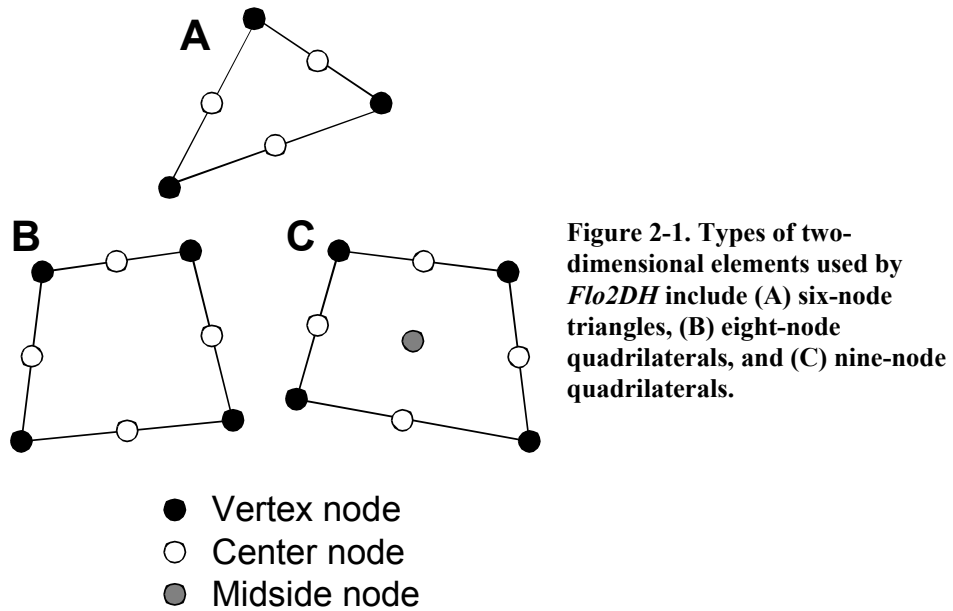 A
B
C
Figure 2-1. Types of two-
dimensional elements used by
Flo2DH include (A) six-node
triangles, (B) eight-node
quadrilaterals, and (C) nine-node
quadrilaterals.
Vertex node
Center node
Midside node